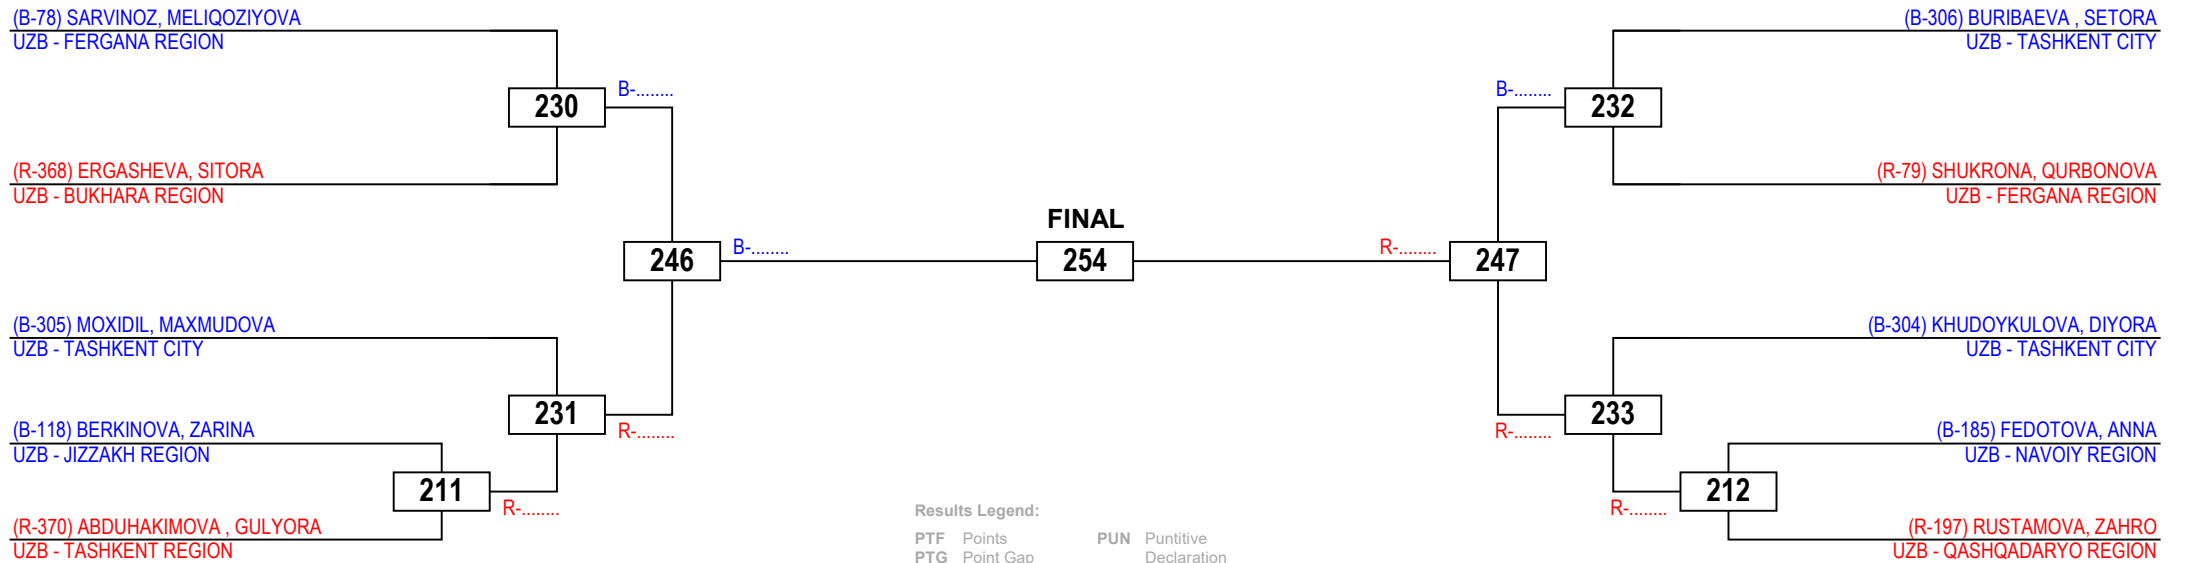 (B-78) SARVINOZ, MELIQOZIYOVA
UZB - FERGANA REGION
(B-306) BURIBAEVA , SETORA
UZB - TASHKENT CITY
230
B-........
B-........
232
(R-368) ERGASHEVA, SITORA
UZB - BUKHARA REGION
(R-79) SHUKRONA, QURBONOVA
UZB - FERGANA REGION
FINAL
246
B-........
254
R-........
247
(B-305) MOXIDIL, MAXMUDOVA
UZB - TASHKENT CITY
(B-304) KHUDOYKULOVA, DIYORA
UZB - TASHKENT CITY
231
R-........
R-........
233
(B-118) BERKINOVA, ZARINA
UZB - JIZZAKH REGION
(B-185) FEDOTOVA, ANNA
UZB - NAVOIY REGION
211
R-........
R-........
212
(R-370) ABDUHAKIMOVA , GULYORA
UZB - TASHKENT REGION
(R-197) RUSTAMOVA, ZAHRO
UZB - QASHQADARYO REGION
Results Legend:
PTF Points
PUN Puntitive
PTG Point Gap
Declaration